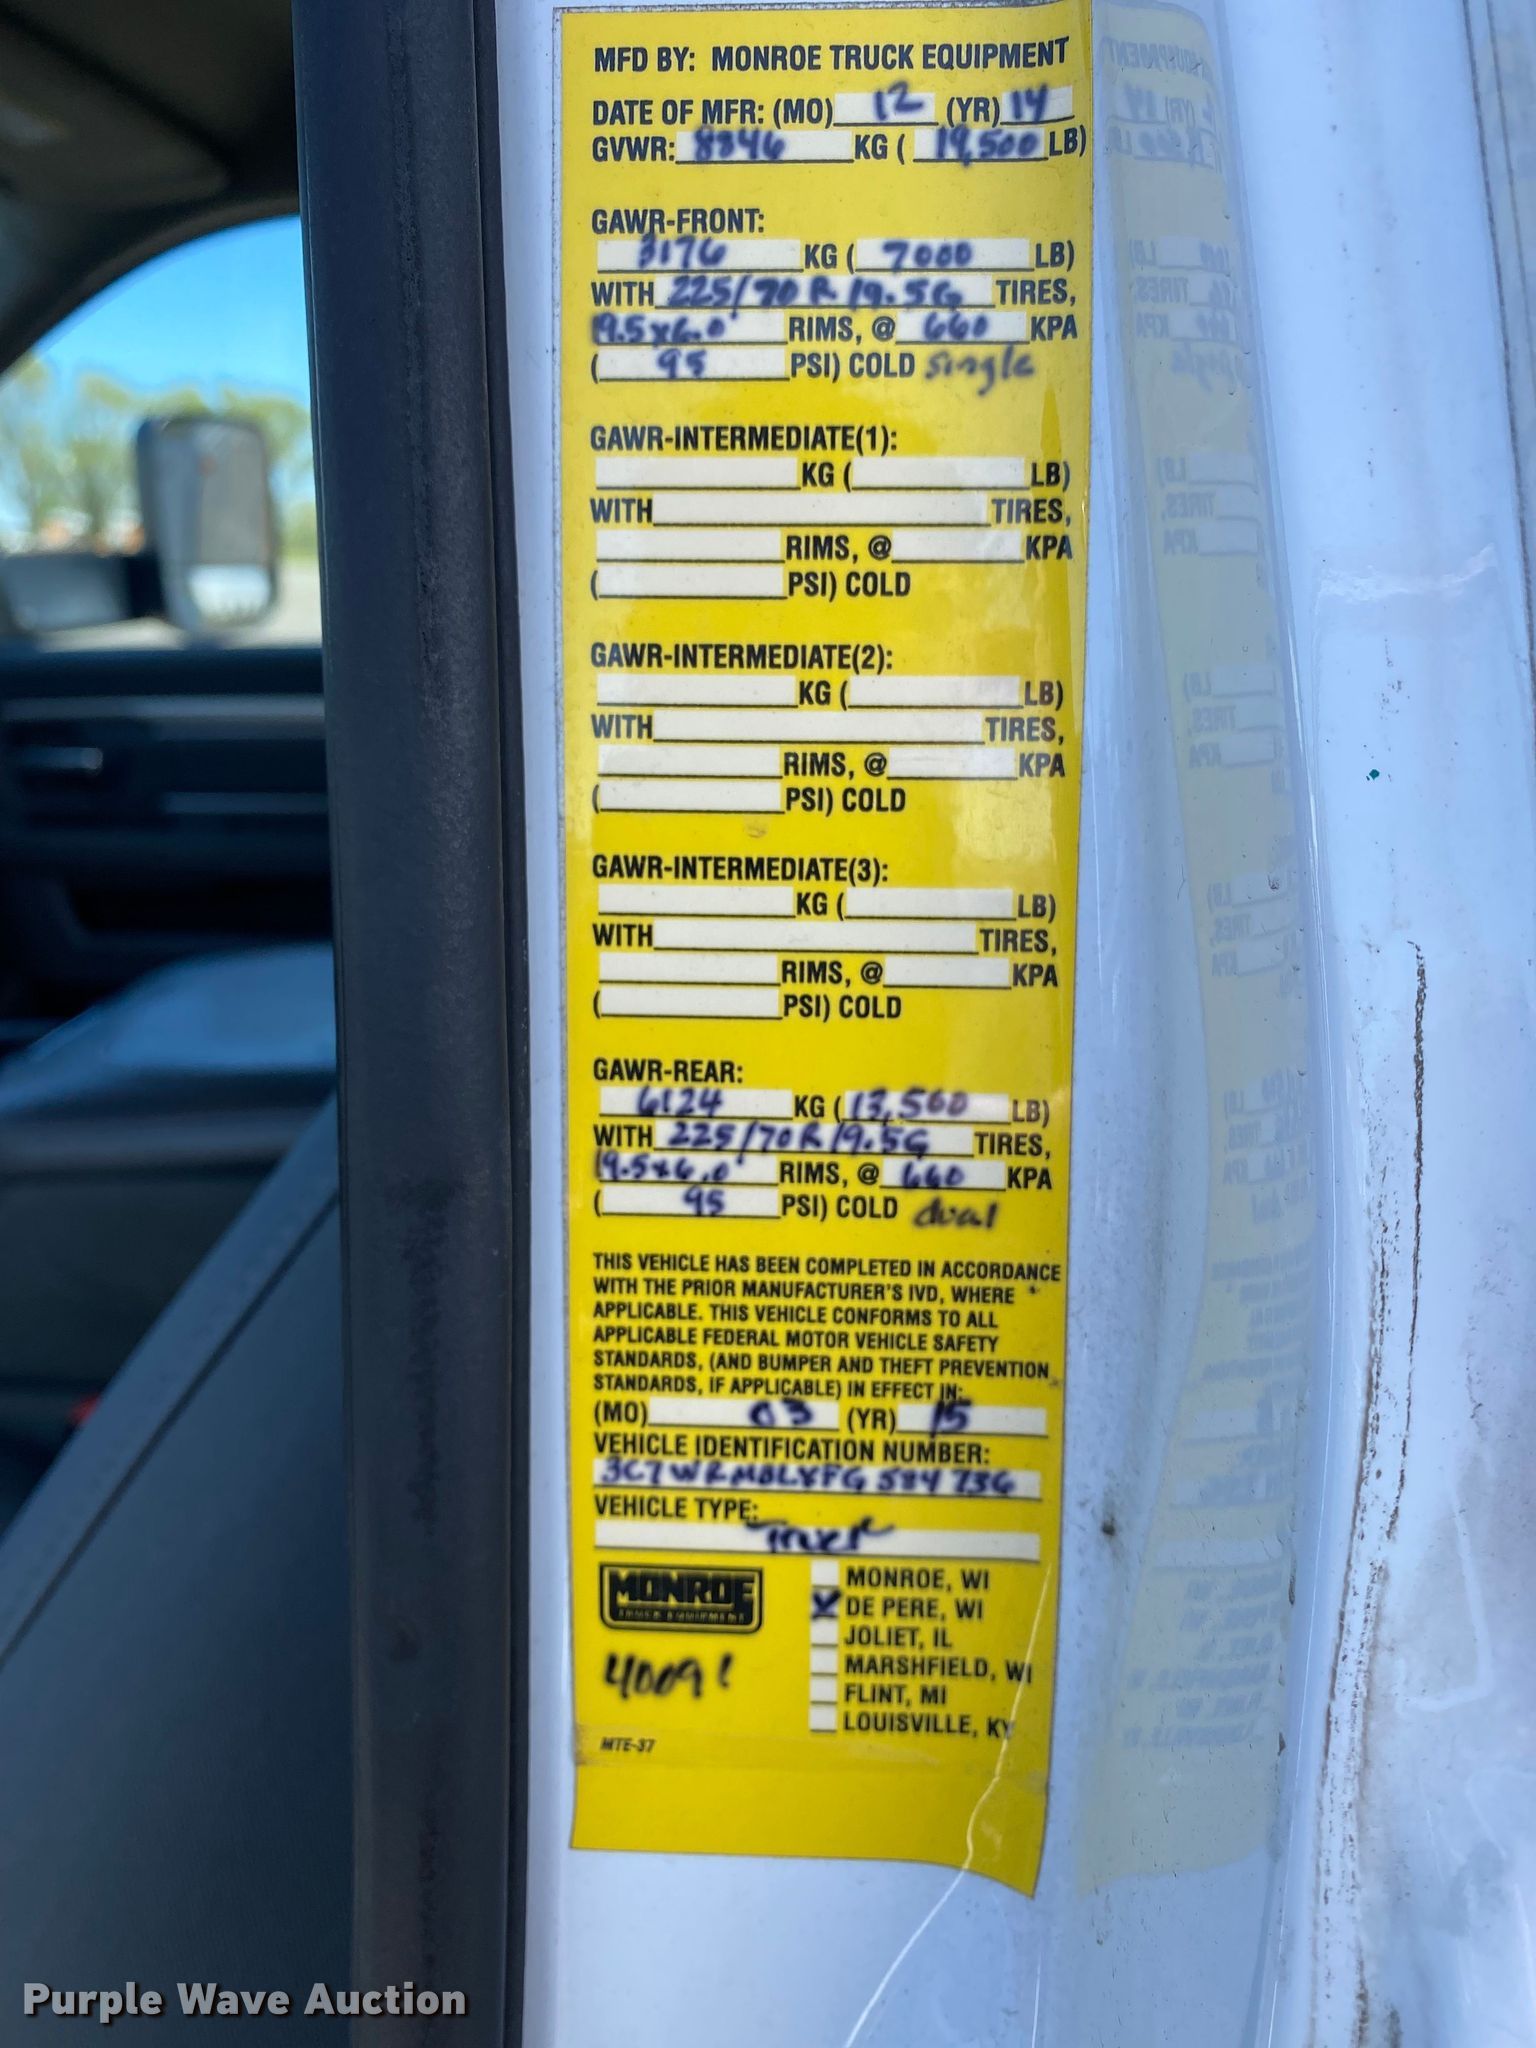 MFD BY: MONROE TRUCK EQUIPMENT
DATE OF MFR: (MO) 12 (YR) 14
GVWR: 8846 KG ( 19,500 LB)
GAWR-FRONT:
3176 KG ( 7000 LB)
WITH 225/70R19.5G TIRES,
19.5x6.0 RIMS, @ 660 KPA
( 95 PSI) COLD single
GAWR-INTERMEDIATE(1):
KG ( LB)
WITH TIRES,
RIMS, @ KPA
( PSI) COLD
GAWR-INTERMEDIATE(2):
KG ( LB)
WITH TIRES,
RIMS, @ KPA
( PSI) COLD
GAWR-INTERMEDIATE(3):
KG ( LB)
WITH TIRES,
RIMS, @ KPA
( PSI) COLD
GAWR-REAR:
6124 KG ( 13,500 LB)
WITH 225/70R19.5G TIRES,
19.5x6.0 RIMS, @ 660 KPA
( 95 PSI) COLD dual
THIS VEHICLE HAS BEEN COMPLETED IN ACCORDANCE
WITH THE PRIOR MANUFACTURER'S IVD, WHERE
APPLICABLE. THIS VEHICLE CONFORMS TO ALL
APPLICABLE FEDERAL MOTOR VEHICLE SAFETY
STANDARDS, (AND BUMPER AND THEFT PREVENTION
STANDARDS, IF APPLICABLE) IN EFFECT IN:
(MO) 03 (YR) 15
VEHICLE IDENTIFICATION NUMBER:
VEHICLE TYPE:
Truck
MONROE
TRUCK EQUIPMENT
MONROE, WI
X DE PERE, WI
JOLIET, IL
MARSHFIELD, WI
FLINT, MI
LOUISVILLE, KY
40091
MTE-37
Purple Wave Auction